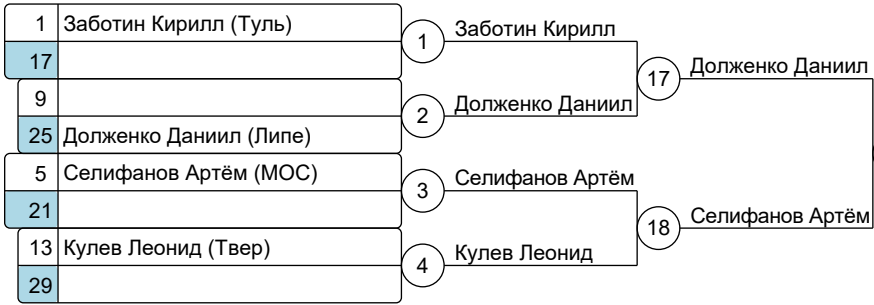 1 Заботин Кирилл (Туль)
17
1
Заботин Кирилл
9
25 Долженко Даниил (Липе)
2
Долженко Даниил
17
Долженко Даниил
5 Селифанов Артём (МОС)
21
3
Селифанов Артём
13 Кулев Леонид (Твер)
29
4
Кулев Леонид
18
Селифанов Артём